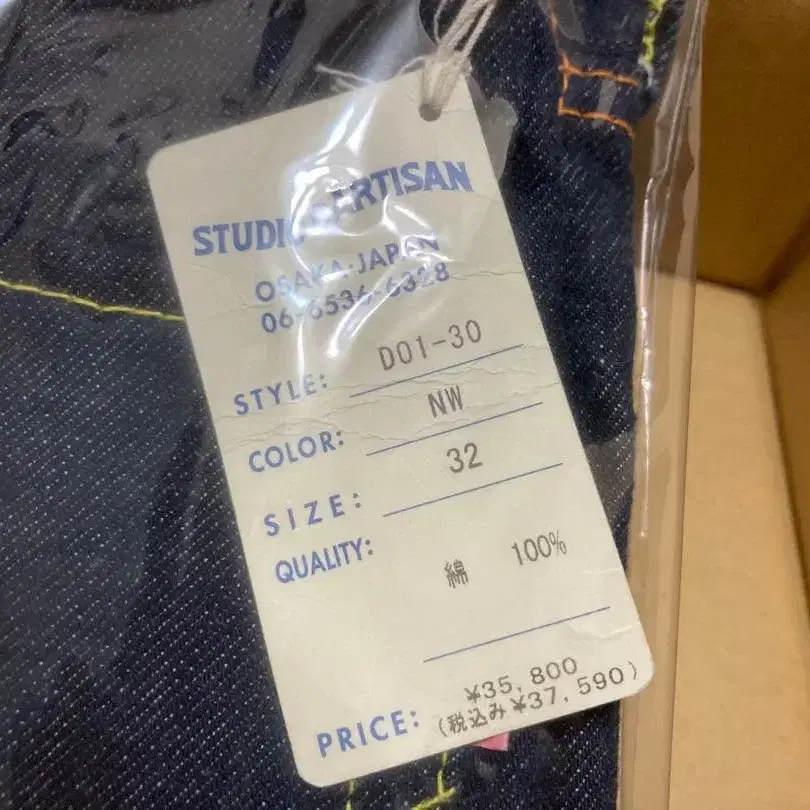 STUDIO D'ARTISAN
OSAKA-JAPAN
06-6536-6328
STYLE: D01-30
COLOR: NW
SIZE: 32
QUALITY:
綿 100%
PRICE: ¥35,800
(税込み¥37,590)